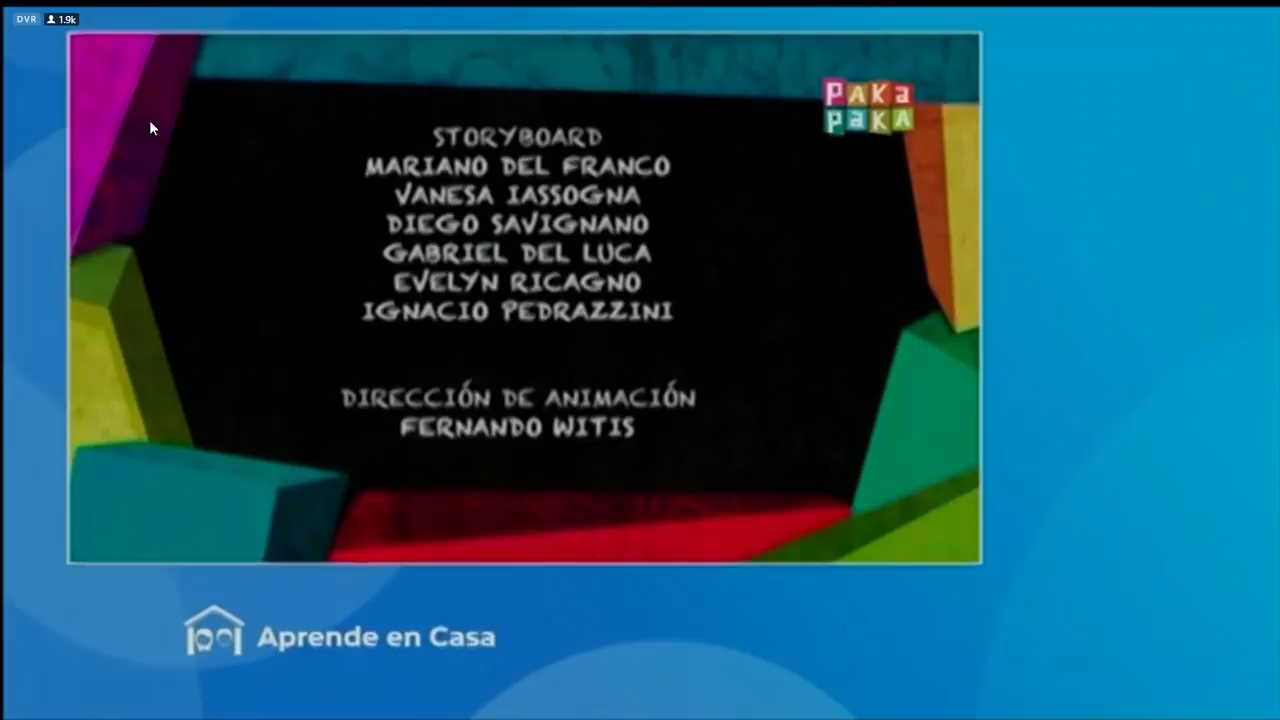 DVR 1.9k
PAKa
PaKA
STORYBOARD
MARIANO DEL FRANCO
VANESA IASSOGNA
DIEGO SAVIGNANO
GABRIEL DEL LUCA
EVELYN RICAGNO
IGNACIO PEDRAZZINI
DIRECCIÓN DE ANIMACIÓN
FERNANDO WITIS
Aprende en Casa